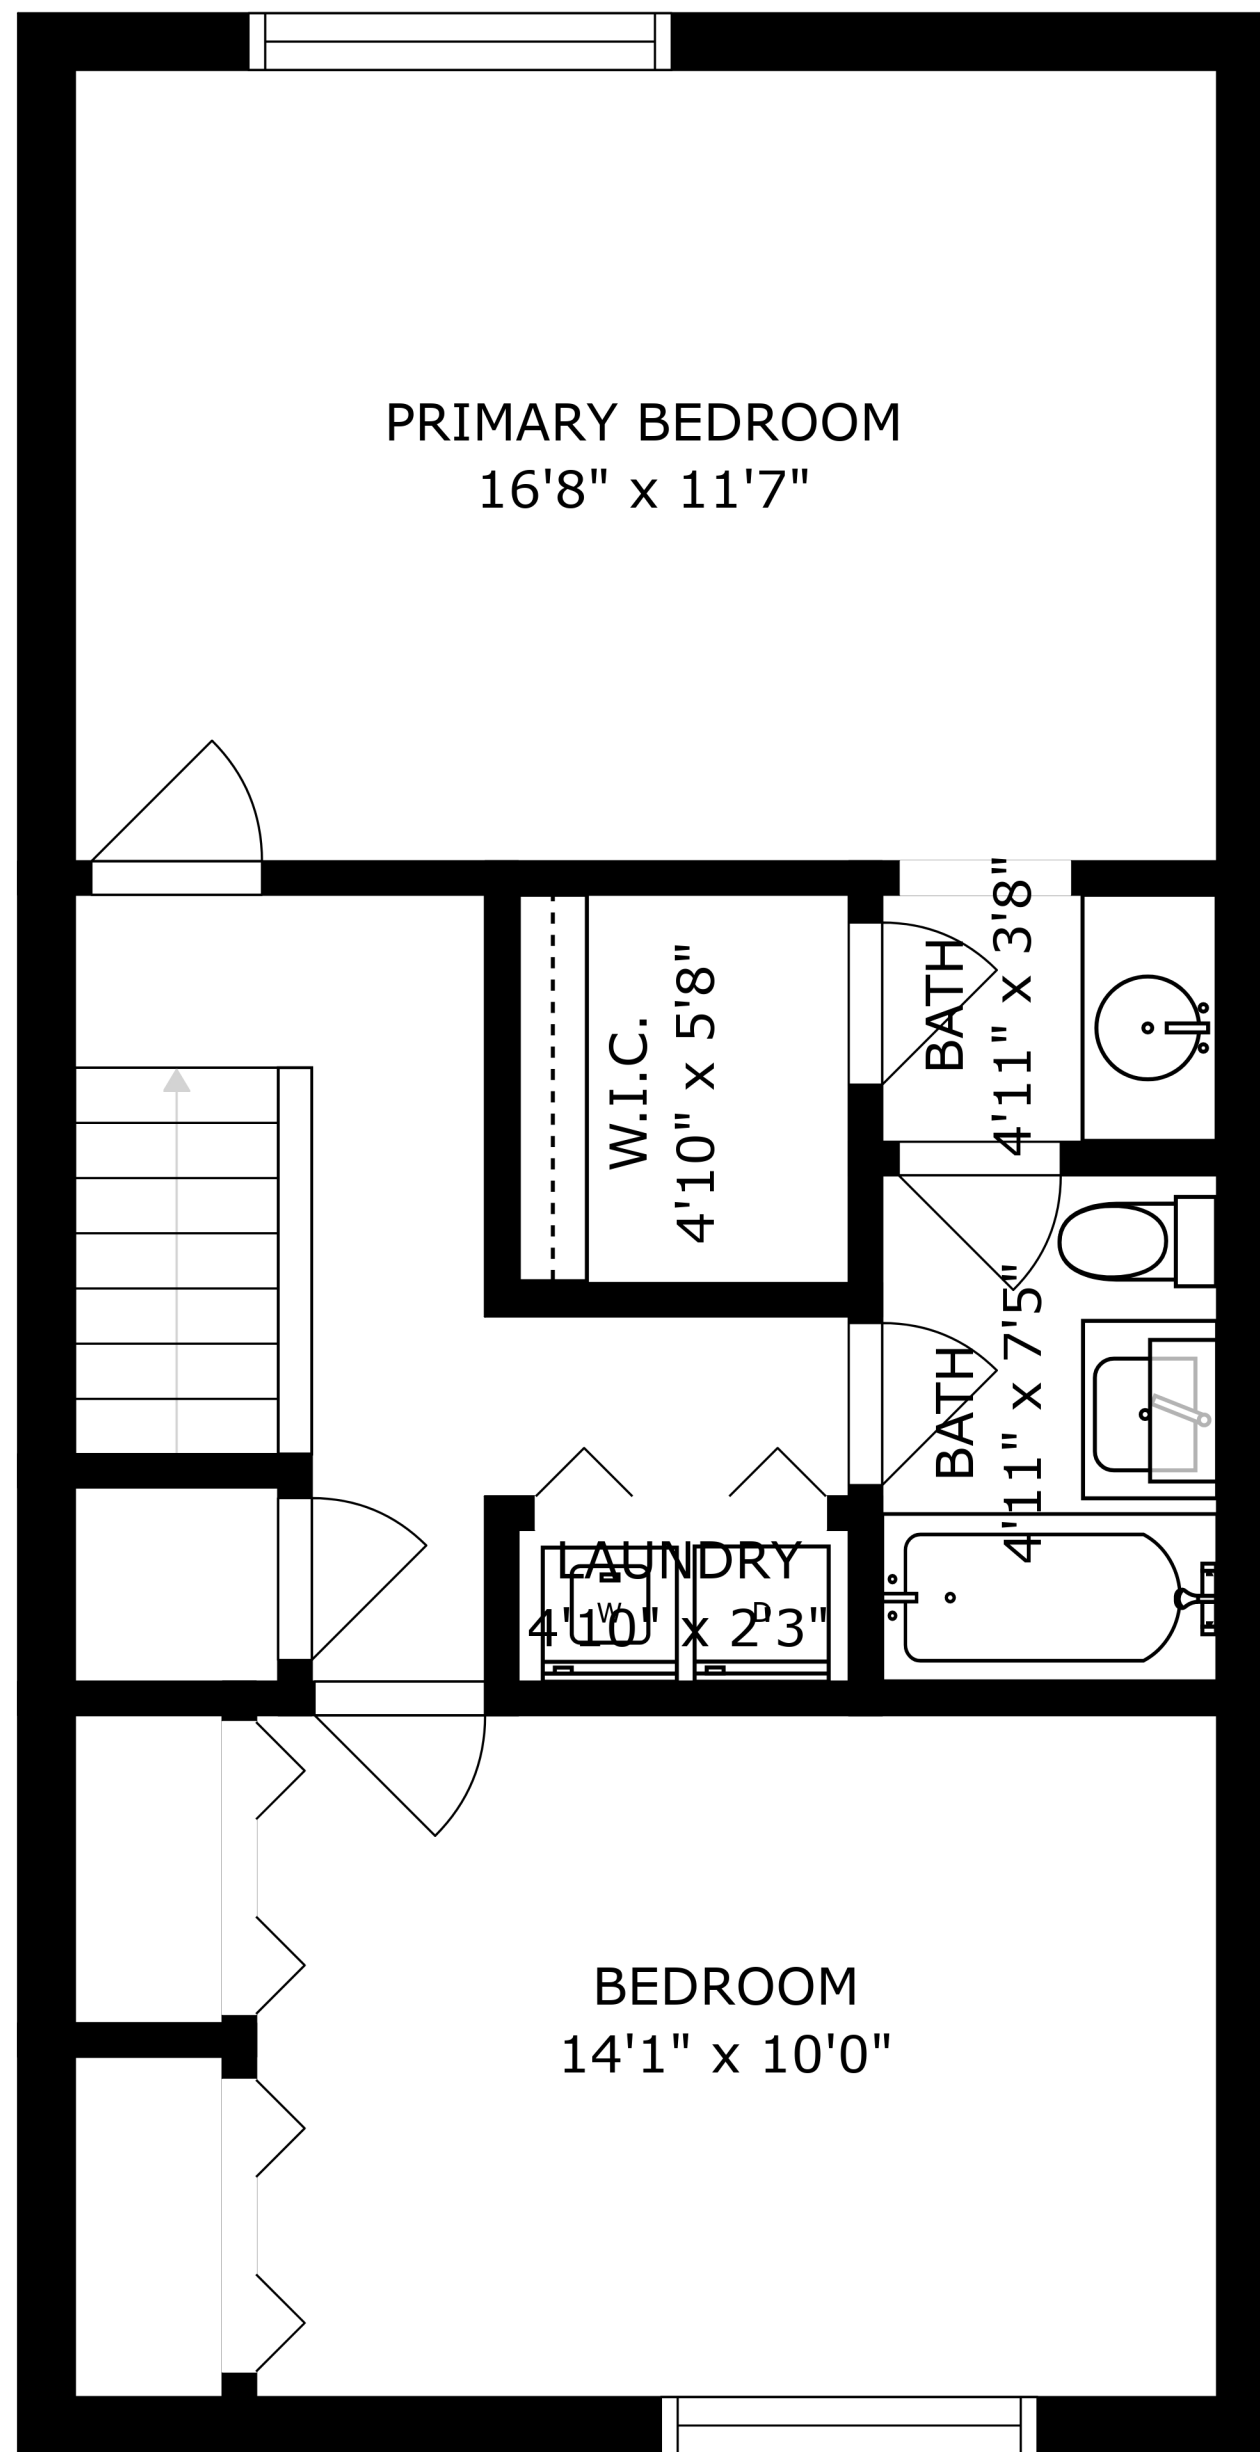 PRIMARY BEDROOM
16'8" x 11'7"
W.I.C.
4'10" x 5'8"
BATH
4'11" x 3'8"
BATH
4'11" x 7'5"
LAUNDRY
4'10" x 2'3"
W
D
BEDROOM
14'1" x 10'0"